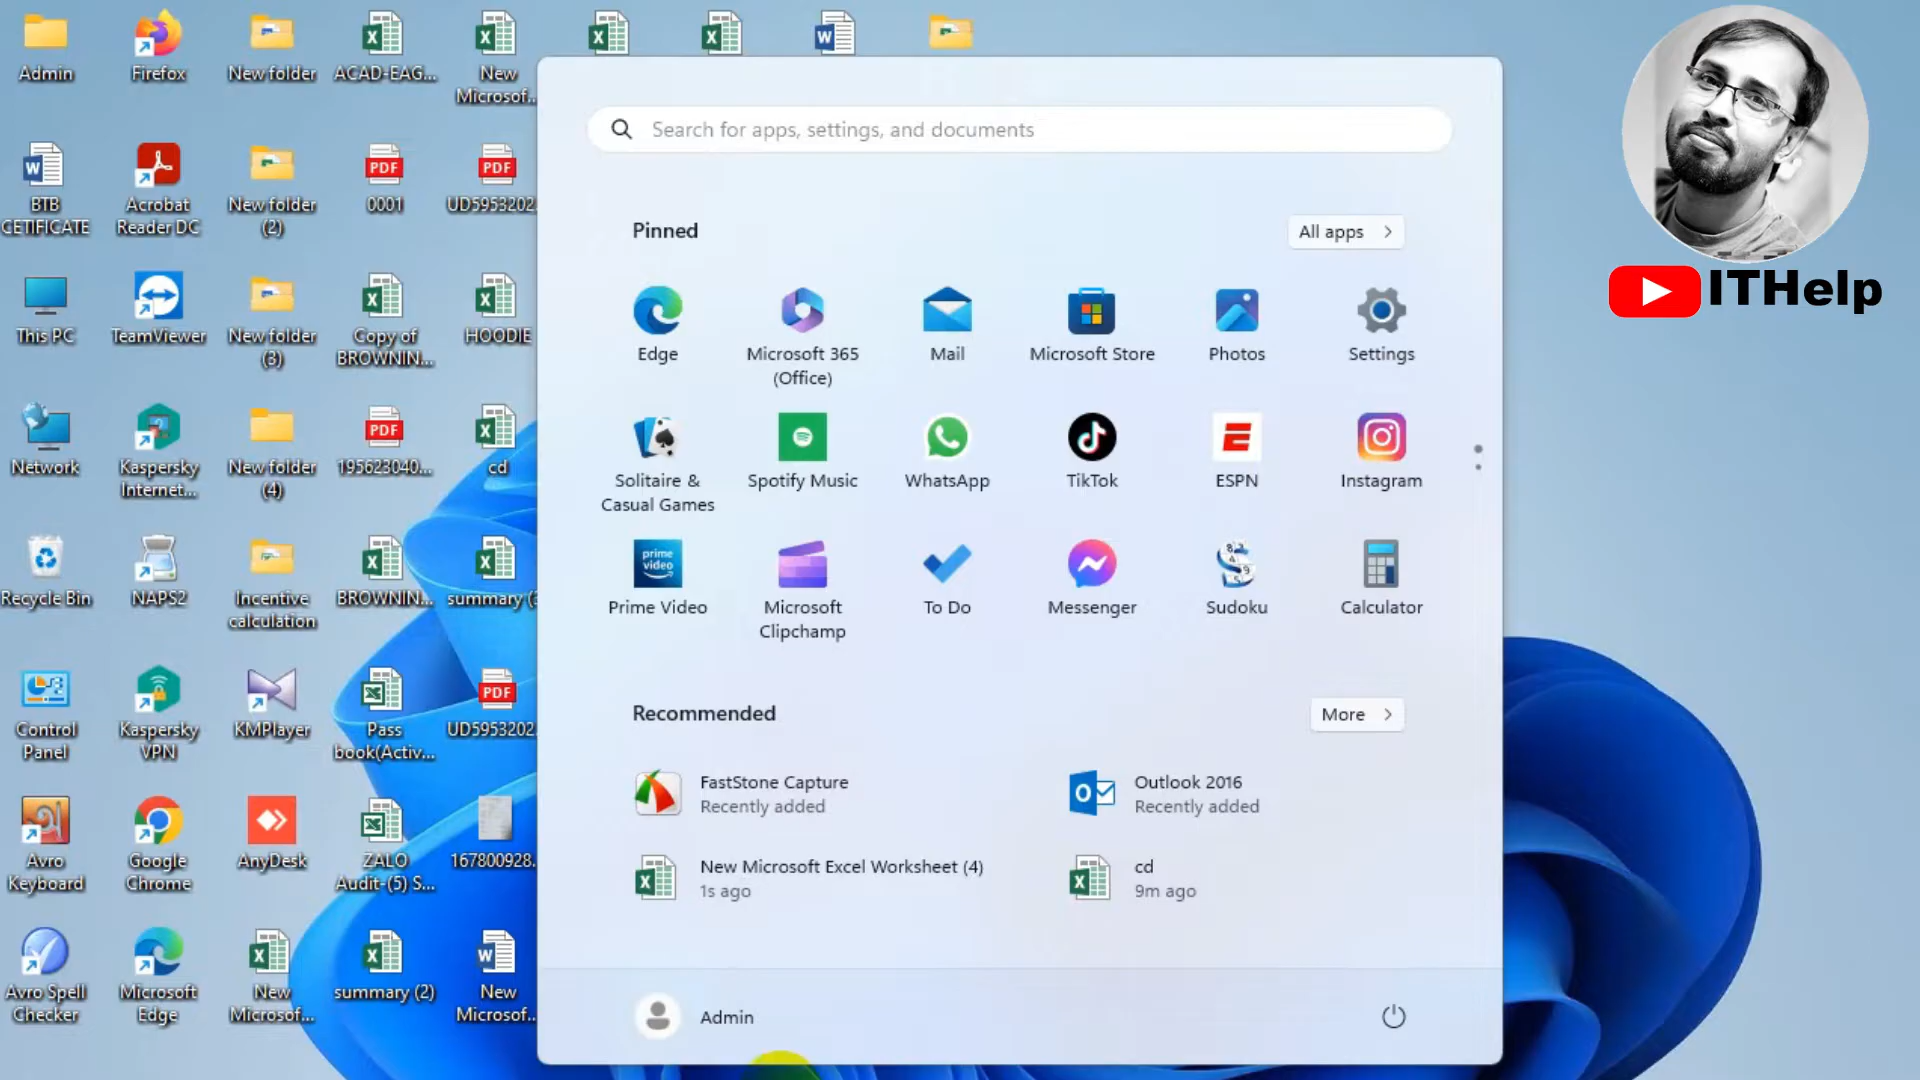 Admin
Firefox
New folder
ACAD-EAG...
New
Microsof...
BTB
CETIFICATE
Acrobat
Reader DC
New folder
(2)
PDF
0001
PDF
UD5953202
This PC
TeamViewer
New folder
(3)
Copy of
BROWNIN...
HOODIE
Network
Kaspersky
Internet...
New folder
(4)
PDF
195623040...
cd
Recycle Bin
NAPS2
Incentive
calculation
BROWNIN...
summary (3
Control
Panel
Kaspersky
VPN
KMPlayer
Pass
book(Activ...
PDF
UD5953202
Avro
Keyboard
Google
Chrome
AnyDesk
ZALO
Audit-(5) S...
167800928.
Avro Spell
Checker
Microsoft
Edge
New
Microsof...
summary (2)
New
Microsof...
Search for apps, settings, and documents
Pinned
All apps
Edge
Microsoft 365
(Office)
Mail
Microsoft Store
Photos
Settings
Solitaire &
Casual Games
Spotify Music
WhatsApp
TikTok
ESPN
Instagram
prime
video
Prime Video
Microsoft
Clipchamp
To Do
Messenger
Sudoku
Calculator
Recommended
More
FastStone Capture
Recently added
Outlook 2016
Recently added
New Microsoft Excel Worksheet (4)
1s ago
cd
9m ago
Admin
ITHelp